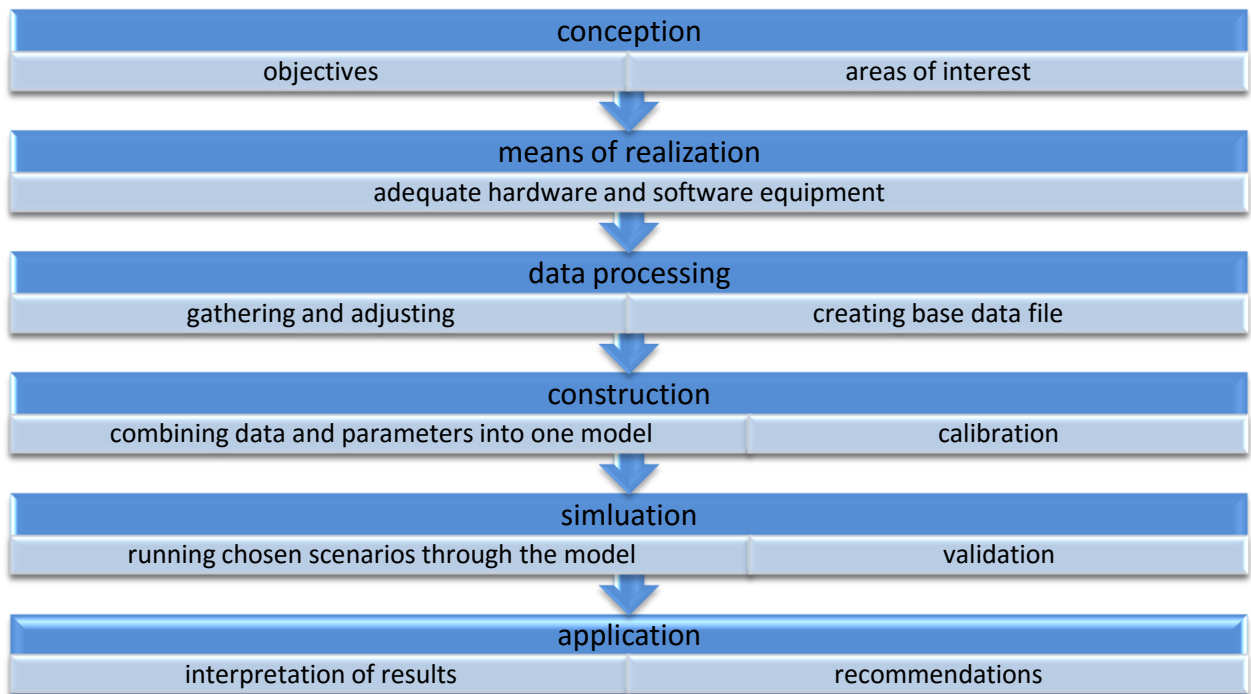 conception
objectives areas of interest
means of realization
adequate hardware and software equipment
data processing
gathering and adjusting creating base data file
construction
combining data and parameters into one model calibration
simluation
running chosen scenarios through the model validation
application
interpretation of results recommendations